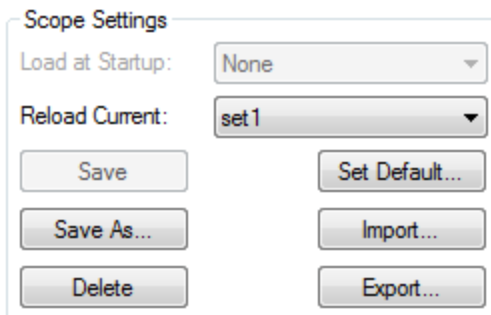 Scope Settings
Load at Startup: None
Reload Current: set1
Save Set Default...
Save As... Import...
Delete Export...